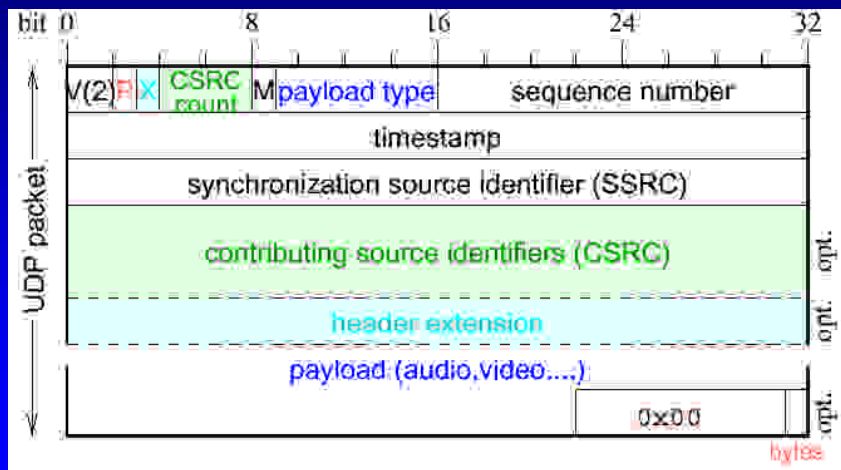 bit 0 8 16 24 32
V(2) P X CSRC count M payload type sequence number
timestamp
synchronization source identifier (SSRC)
contributing source identifiers (CSRC) opt.
header extension opt.
payload (audio,video....)
0x00 opt.
bytes
UDP packet